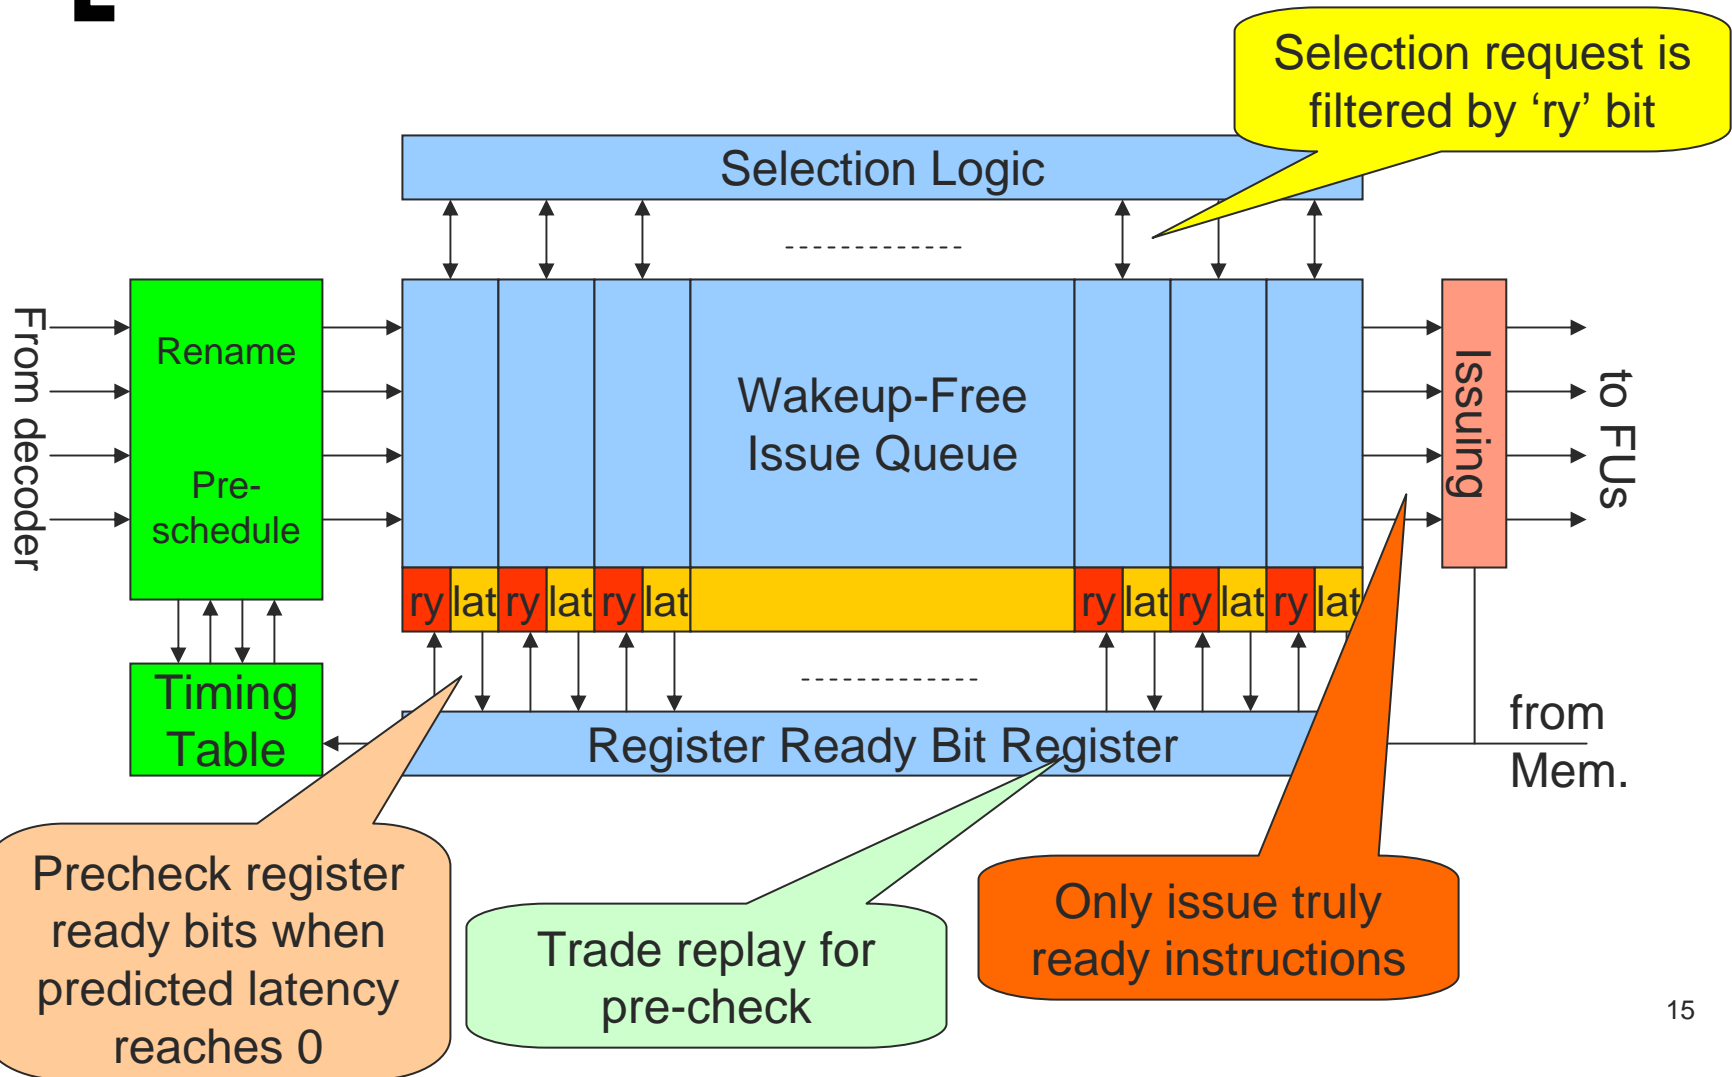 Selection request is
filtered by ‘ry’ bit
Selection Logic
From decoder
Rename
Pre-
schedule
Wakeup-Free
Issue Queue
Issuing
to FUs
ry lat ry lat ry lat ry lat ry lat ry lat
Timing
Table
Register Ready Bit Register
from
Mem.
Precheck register
ready bits when
predicted latency
reaches 0
Trade replay for
pre-check
Only issue truly
ready instructions
15